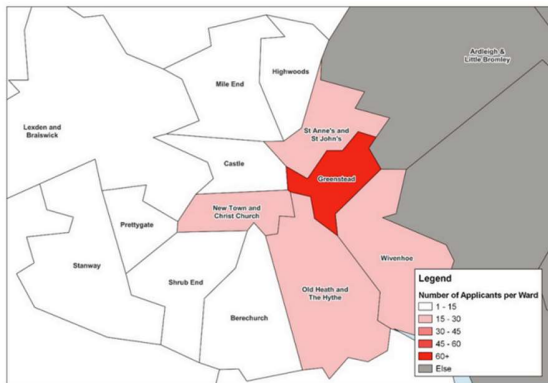 Ardleigh &
Little Bromley
Highwoods
Mile End
Lexden and
Braiswick
St Anne's and
St John's
Castle
Greenstead
New Town and
Christ Church
Prettygate
Wivenhoe
Stanway
Shrub End
Old Heath and
The Hythe
Berechurch
Legend
Number of Applicants per Ward
1 - 15
15 - 30
30 - 45
45 - 60
60+
Else